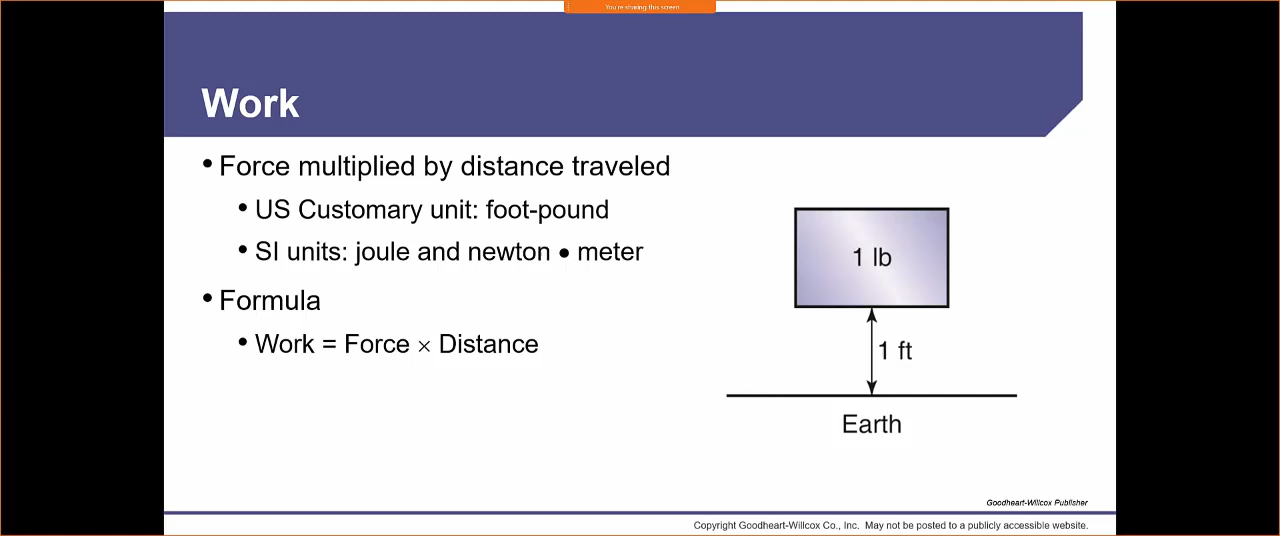 You're sharing this screen
Work
• Force multiplied by distance traveled
• US Customary unit: foot-pound
• SI units: joule and newton • meter
• Formula
• Work = Force × Distance
1 lb
1 ft
Earth
Goodheart-Willcox Publisher
Copyright Goodheart-Willcox Co., Inc. May not be posted to a publicly accessible website.